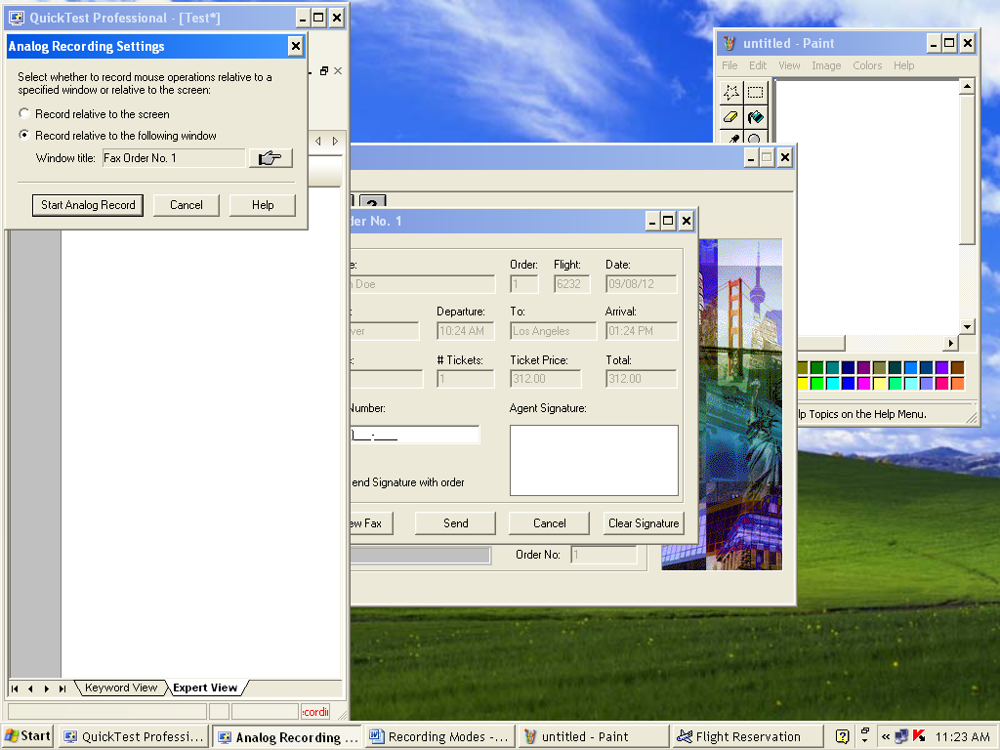 QuickTest Professional - [Test*]
Analog Recording Settings
Select whether to record mouse operations relative to a
specified window or relative to the screen:
Record relative to the screen
Record relative to the following window
Window title: Fax Order No. 1
Start Analog Record Cancel Help
untitled - Paint
File Edit View Image Colors Help
der No. 1
e: Order: Flight: Date:
n Doe 1 6232 09/08/12
: Departure: To: Arrival:
ver 10:24 AM Los Angeles 01:24 PM
: # Tickets: Ticket Price: Total:
1 312.00 312.00
Number: Agent Signature:
)___-____
end Signature with order
ew Fax Send Cancel Clear Signature
Order No: 1
lp Topics on the Help Menu.
Keyword View Expert View
cordi
Start QuickTest Professi... Analog Recording ... Recording Modes - ... untitled - Paint Flight Reservation ? « K 11:23 AM